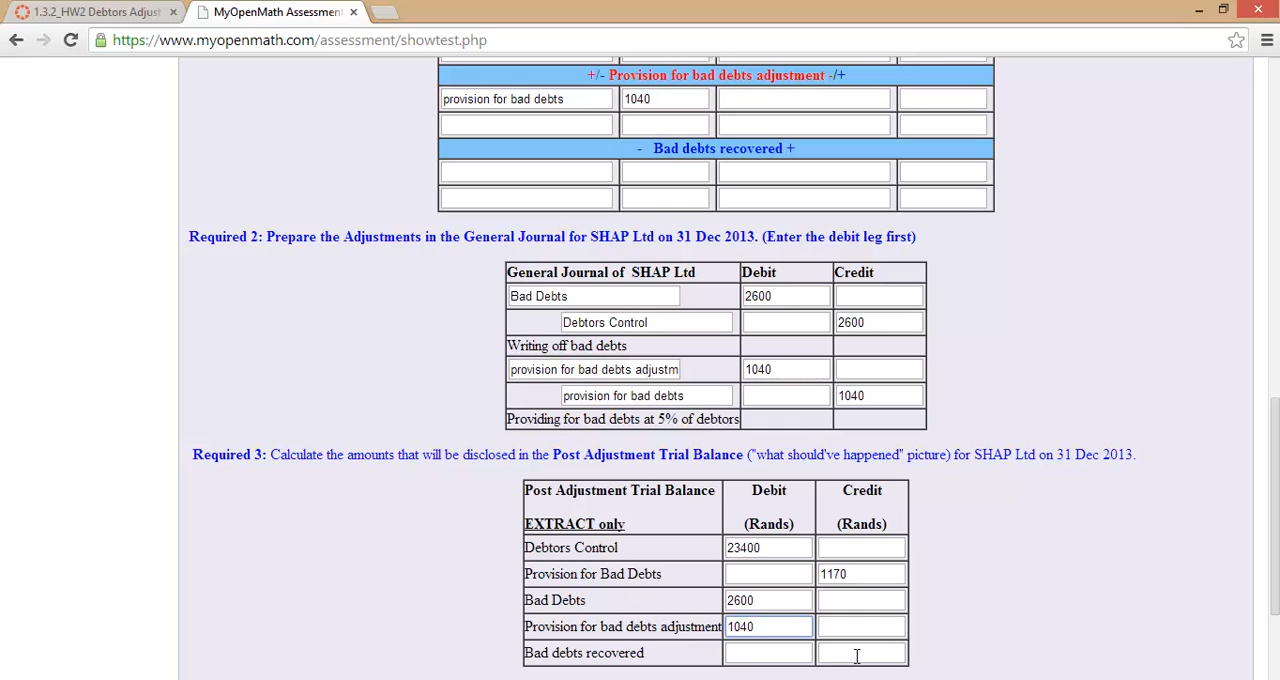 1.3.2_HW2 Debtors Adjust
MyOpenMath Assessmen
https://www.myopenmath.com/assessment/showtest.php
+/- Provision for bad debts adjustment -/+
provision for bad debts 1040
- Bad debts recovered +
Required 2: Prepare the Adjustments in the General Journal for SHAP Ltd on 31 Dec 2013. (Enter the debit leg first)
General Journal of SHAP Ltd Debit Credit
Bad Debts 2600
Debtors Control 2600
Writing off bad debts
provision for bad debts adjustm 1040
provision for bad debts 1040
Providing for bad debts at 5% of debtors
Required 3: Calculate the amounts that will be disclosed in the Post Adjustment Trial Balance ("what should've happened" picture) for SHAP Ltd on 31 Dec 2013.
Post Adjustment Trial Balance Debit Credit
EXTRACT only (Rands) (Rands)
Debtors Control 23400
Provision for Bad Debts 1170
Bad Debts 2600
Provision for bad debts adjustment 1040
Bad debts recovered